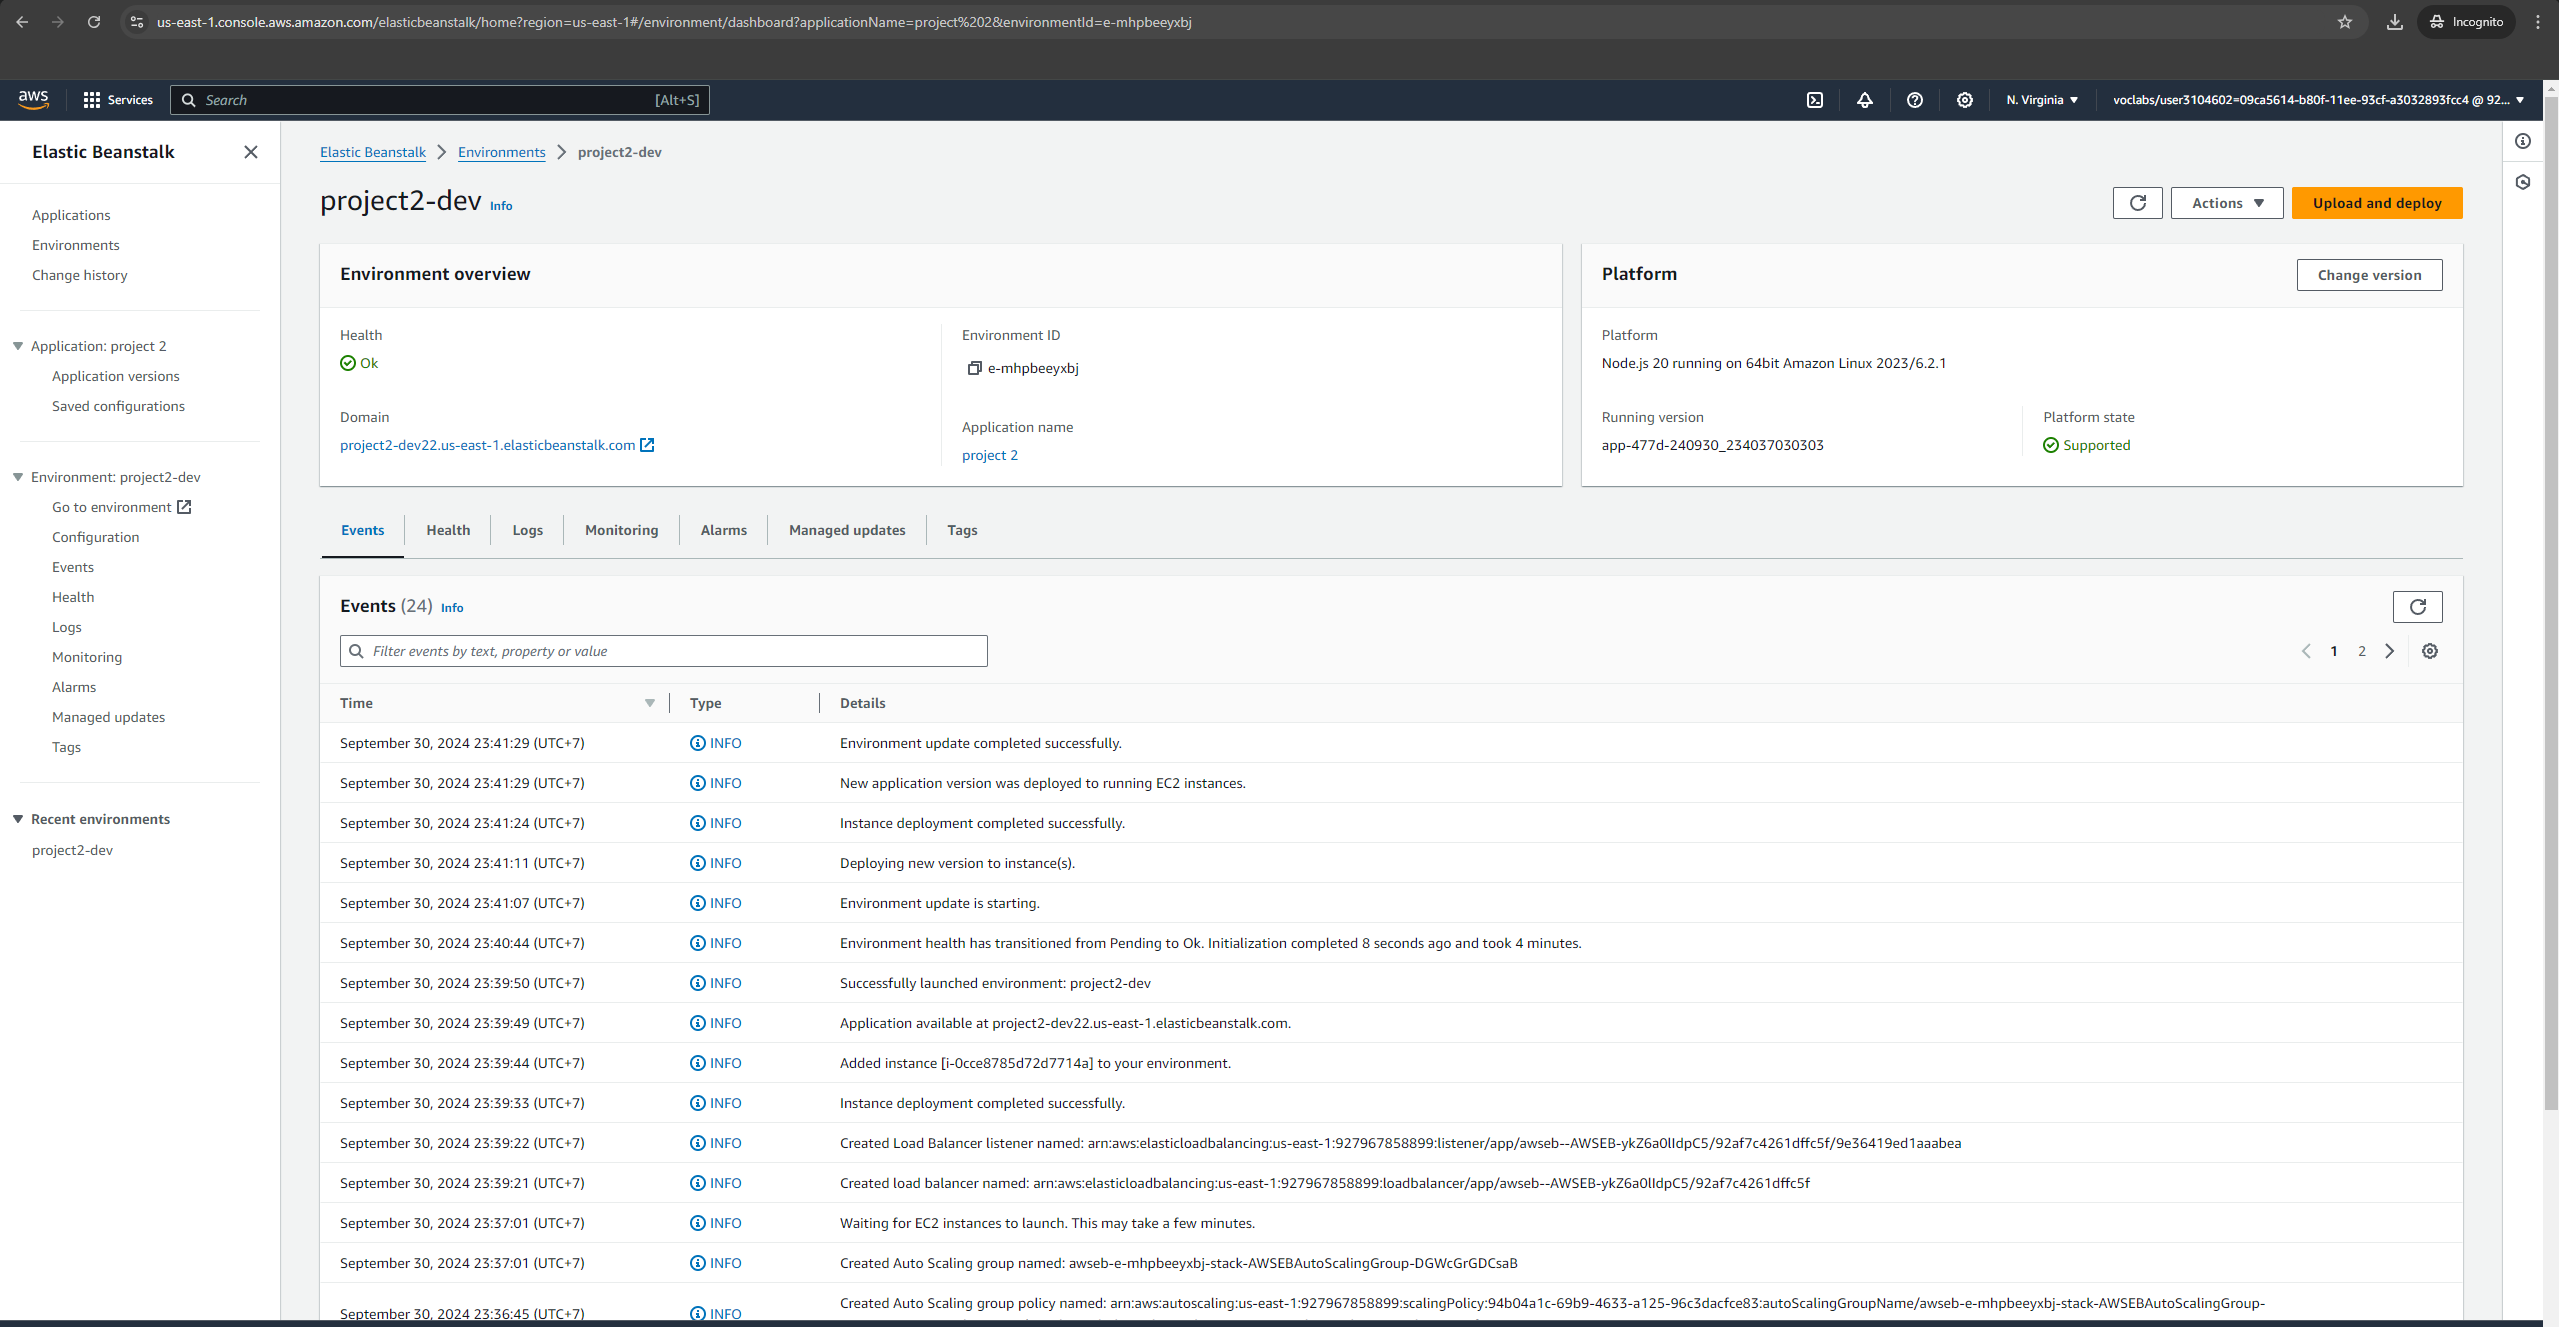 us-east-1.console.aws.amazon.com/elasticbeanstalk/home?region=us-east-1#/environment/dashboard?applicationName=project%202&environmentId=e-mhpbeeyxbj
Incognito
aws
Services
Search
[Alt+S]
N. Virginia
voclabs/user3104602=09ca5614-b80f-11ee-93cf-a3032893fcc4 @ 92...
Elastic Beanstalk
Applications
Environments
Change history
Application: project 2
Application versions
Saved configurations
Environment: project2-dev
Go to environment
Configuration
Events
Health
Logs
Monitoring
Alarms
Managed updates
Tags
Recent environments
project2-dev
Elastic Beanstalk
Environments
project2-dev
project2-dev Info
Actions
Upload and deploy
Environment overview
Health
Ok
Domain
project2-dev22.us-east-1.elasticbeanstalk.com
Environment ID
e-mhpbeeyxbj
Application name
project 2
Platform
Change version
Platform
Node.js 20 running on 64bit Amazon Linux 2023/6.2.1
Running version
app-477d-240930_234037030303
Platform state
Supported
Events
Health
Logs
Monitoring
Alarms
Managed updates
Tags
Events (24) Info
Filter events by text, property or value
1
2
Time
Type
Details
September 30, 2024 23:41:29 (UTC+7) INFO Environment update completed successfully.
September 30, 2024 23:41:29 (UTC+7) INFO New application version was deployed to running EC2 instances.
September 30, 2024 23:41:24 (UTC+7) INFO Instance deployment completed successfully.
September 30, 2024 23:41:11 (UTC+7) INFO Deploying new version to instance(s).
September 30, 2024 23:41:07 (UTC+7) INFO Environment update is starting.
September 30, 2024 23:40:44 (UTC+7) INFO Environment health has transitioned from Pending to Ok. Initialization completed 8 seconds ago and took 4 minutes.
September 30, 2024 23:39:50 (UTC+7) INFO Successfully launched environment: project2-dev
September 30, 2024 23:39:49 (UTC+7) INFO Application available at project2-dev22.us-east-1.elasticbeanstalk.com.
September 30, 2024 23:39:44 (UTC+7) INFO Added instance [i-0cce8785d72d7714a] to your environment.
September 30, 2024 23:39:33 (UTC+7) INFO Instance deployment completed successfully.
September 30, 2024 23:39:22 (UTC+7) INFO Created Load Balancer listener named: arn:aws:elasticloadbalancing:us-east-1:927967858899:listener/app/awseb--AWSEB-ykZ6a0lIdpC5/92af7c4261dffc5f/9e36419ed1aaabea
September 30, 2024 23:39:21 (UTC+7) INFO Created load balancer named: arn:aws:elasticloadbalancing:us-east-1:927967858899:loadbalancer/app/awseb--AWSEB-ykZ6a0lIdpC5/92af7c4261dffc5f
September 30, 2024 23:37:01 (UTC+7) INFO Waiting for EC2 instances to launch. This may take a few minutes.
September 30, 2024 23:37:01 (UTC+7) INFO Created Auto Scaling group named: awseb-e-mhpbeeyxbj-stack-AWSEBAutoScalingGroup-DGWcGrGDCsaB
September 30, 2024 23:36:45 (UTC+7) INFO Created Auto Scaling group policy named: arn:aws:autoscaling:us-east-1:927967858899:scalingPolicy:94b04a1c-69b9-4633-a125-96c3dacfce83:autoScalingGroupName/awseb-e-mhpbeeyxbj-stack-AWSEBAutoScalingGroup-